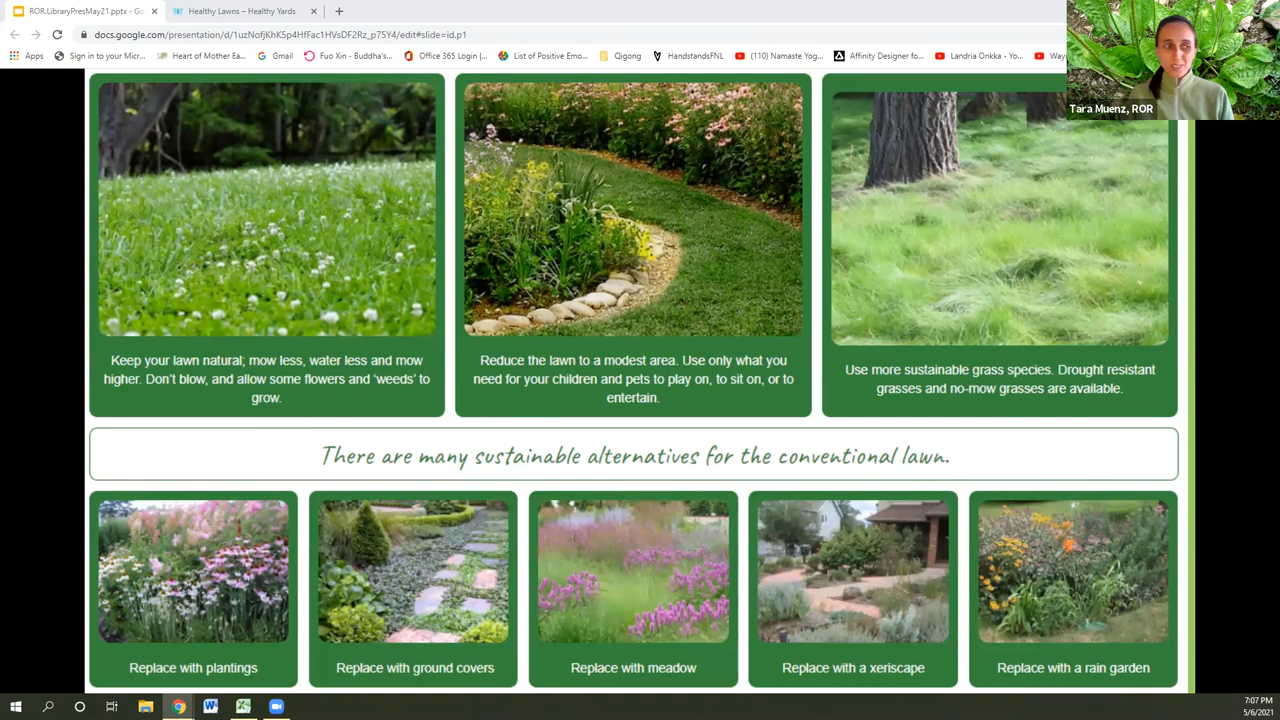 ROR.LibraryPresMay21.pptx - Go
Healthy Lawns – Healthy Yards
docs.google.com/presentation/d/1uzNofjKhK5p4HfFac1HVsDF2Rz_p75Y4/edit#slide=id.p1
Apps
Sign in to your Micr...
Heart of Mother Ea...
Gmail
Fuo Xin - Buddha's...
Office 365 Login |...
List of Positive Emo...
Qigong
HandstandsFNL
(110) Namaste Yog...
Affinity Designer fo...
Landria Onkka - Yo...
Way
Tara Muenz, ROR
Keep your lawn natural; mow less, water less and mow
higher. Don't blow, and allow some flowers and 'weeds' to
grow.
Reduce the lawn to a modest area. Use only what you
need for your children and pets to play on, to sit on, or to
entertain.
Use more sustainable grass species. Drought resistant
grasses and no-mow grasses are available.
There are many sustainable alternatives for the conventional lawn.
Replace with plantings
Replace with ground covers
Replace with meadow
Replace with a xeriscape
Replace with a rain garden
7:07 PM
5/6/2021